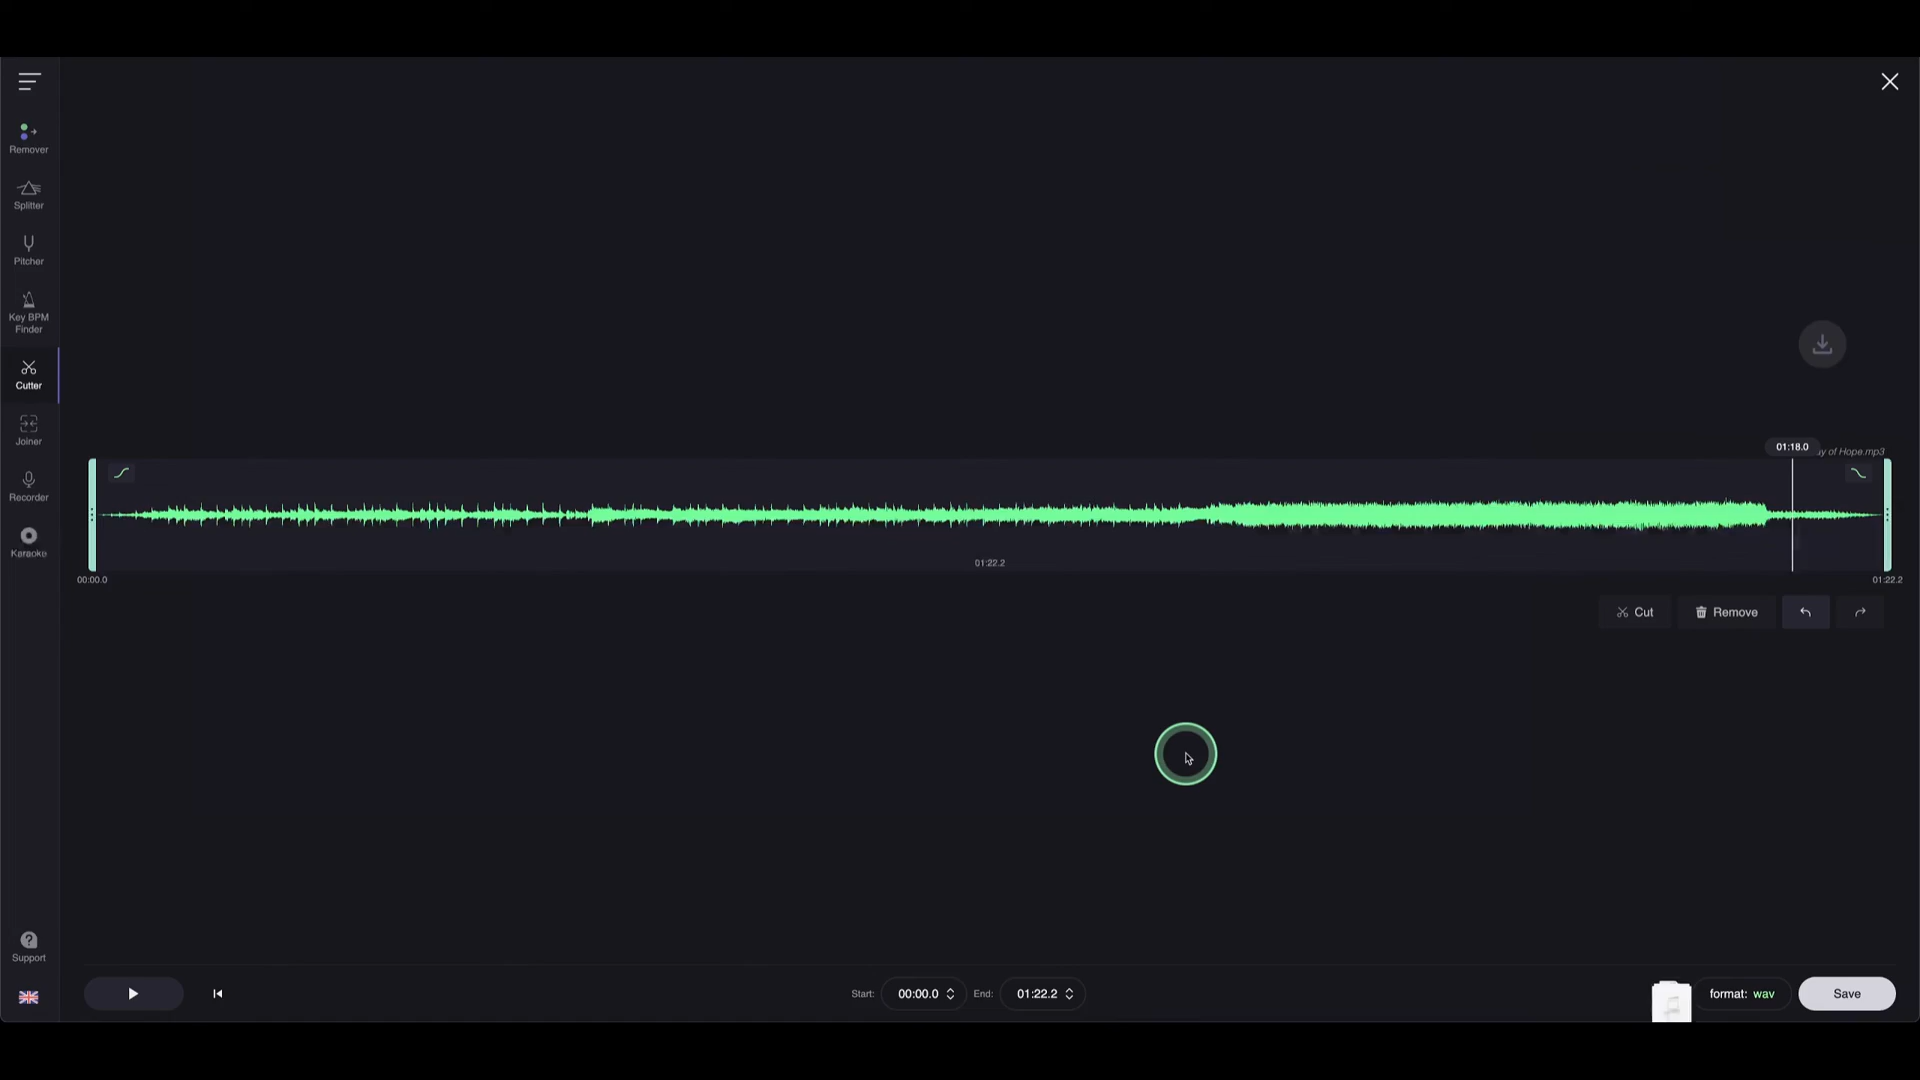 Remover
Splitter
Pitcher
Key BPM
Finder
Cutter
Joiner
Recorder
Karaoke
Support
01:18.0
y of Hope.mp3
01:22.2
00:00.0
01:22.2
Cut
Remove
Start:
00:00.0
End:
01:22.2
format: wav
Save